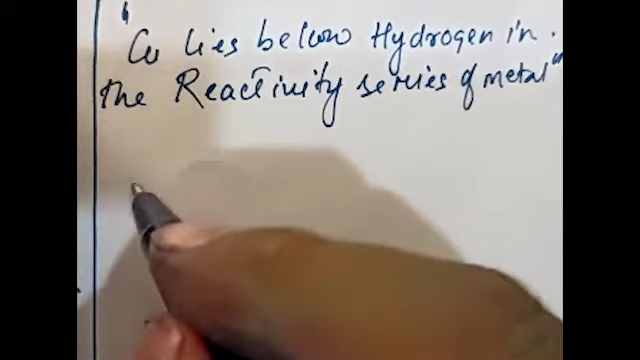 "Cu lies below Hydrogen in.
the Reactivity series of metal"